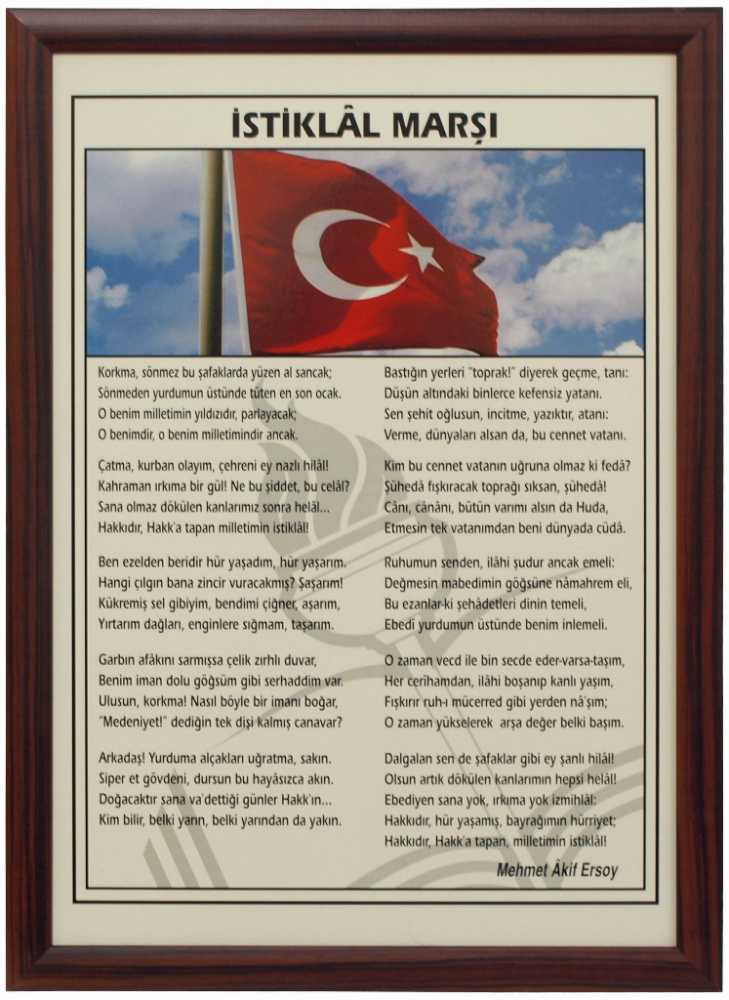 İSTİKLÂL MARŞI
Korkma, sönmez bu şafaklarda yüzen al sancak;
Sönmeden yurdumun üstünde tüten en son ocak.
O benim milletimin yıldızıdır, parlayacak;
O benimdir, o benim milletimindir ancak.
Çatma, kurban olayım, çehreni ey nazlı hilâl!
Kahraman ırkıma bir gül! Ne bu şiddet, bu celâl?
Sana olmaz dökülen kanlarımız sonra helâl...
Hakkıdır, Hakk'a tapan milletimin istiklâl!
Ben ezelden beridir hür yaşadım, hür yaşarım.
Hangi çılgın bana zincir vuracakmış? Şaşarım!
Kükremiş sel gibiyim, bendimi çiğner, aşarım,
Yırtarım dağları, enginlere sığmam, taşarım.
Garbın afâkını sarmışsa çelik zırhlı duvar,
Benim iman dolu göğsüm gibi serhaddim var.
Ulusun, korkma! Nasıl böyle bir imanı boğar,
"Medeniyet!" dediğin tek dişi kalmış canavar?
Arkadaş! Yurduma alçakları uğratma, sakın.
Siper et gövdeni, dursun bu hayâsızca akın.
Doğacaktır sana va'dettiği günler Hakk'ın...
Kim bilir, belki yarın, belki yarından da yakın.
Bastığın yerleri "toprak!" diyerek geçme, tanı:
Düşün altındaki binlerce kefensiz yatanı.
Sen şehit oğlusun, incitme, yazıktır, atanı:
Verme, dünyaları alsan da, bu cennet vatanı.
Kim bu cennet vatanın uğruna olmaz ki fedâ?
Şühedâ fışkıracak toprağı sıksan, şühedâ!
Cânı, cânânı, bütün varımı alsın da Huda,
Etmesin tek vatanımdan beni dünyada cüdâ.
Ruhumun senden, ilâhi şudur ancak emeli:
Değmesin mabedimin göğsüne nâmahrem eli,
Bu ezanlar-ki şehâdetleri dinin temeli,
Ebedî yurdumun üstünde benim inlemeli.
O zaman vecd ile bin secde eder-varsa-taşım,
Her cerihamdan, ilâhi boşanıp kanlı yaşım,
Fışkırır ruh-ı mücerred gibi yerden nâ'şım;
O zaman yükselerek arşa değer belki başım.
Dalgalan sen de şafaklar gibi ey şanlı hilâl!
Olsun artık dökülen kanlarımın hepsi helâl!
Ebediyen sana yok, ırkıma yok izmihlâl:
Hakkıdır, hür yaşamış, bayrağımın hürriyet;
Hakkıdır, Hakk'a tapan, milletimin istiklâl!
Mehmet Âkif Ersoy